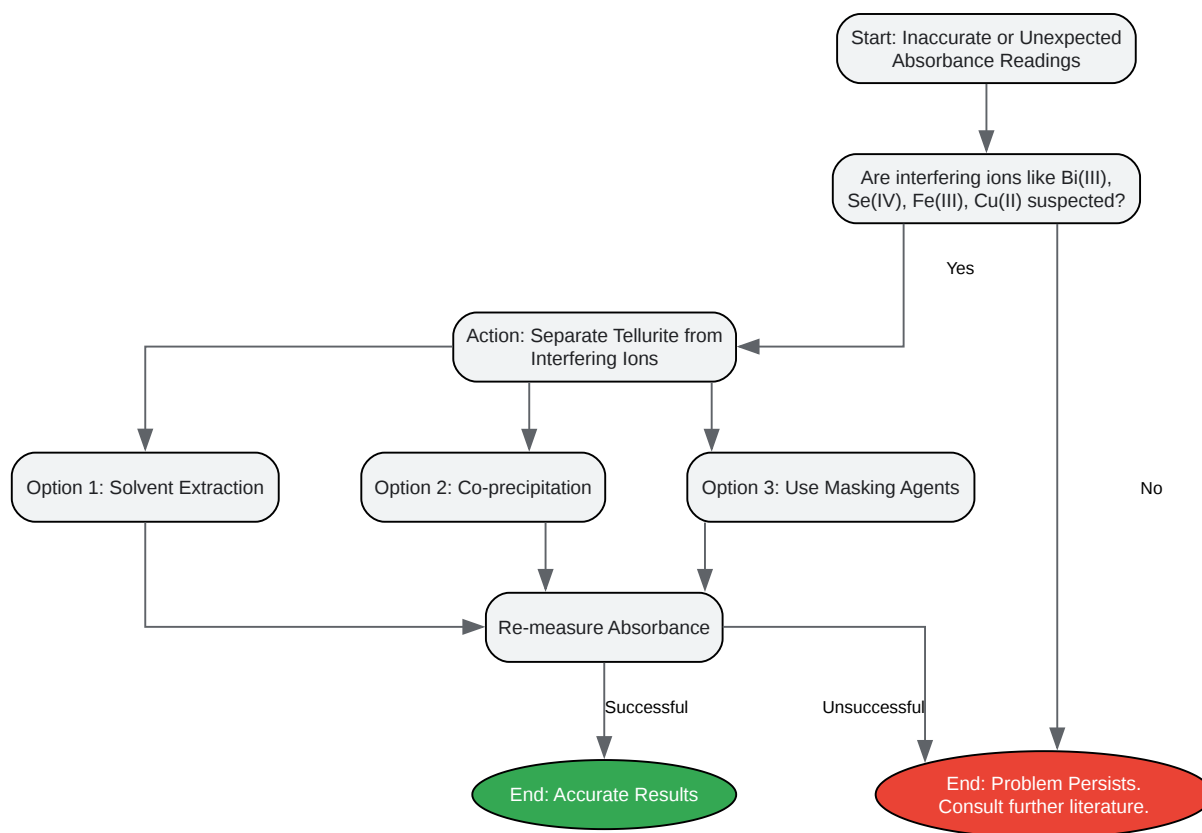 Start: Inaccurate or Unexpected
Absorbance Readings
Are interfering ions like Bi(III),
Se(IV), Fe(III), Cu(II) suspected?
Yes
Action: Separate Tellurite from
Interfering Ions
Option 1: Solvent Extraction
Option 2: Co-precipitation
Option 3: Use Masking Agents
No
Re-measure Absorbance
Successful
Unsuccessful
End: Accurate Results
End: Problem Persists.
Consult further literature.